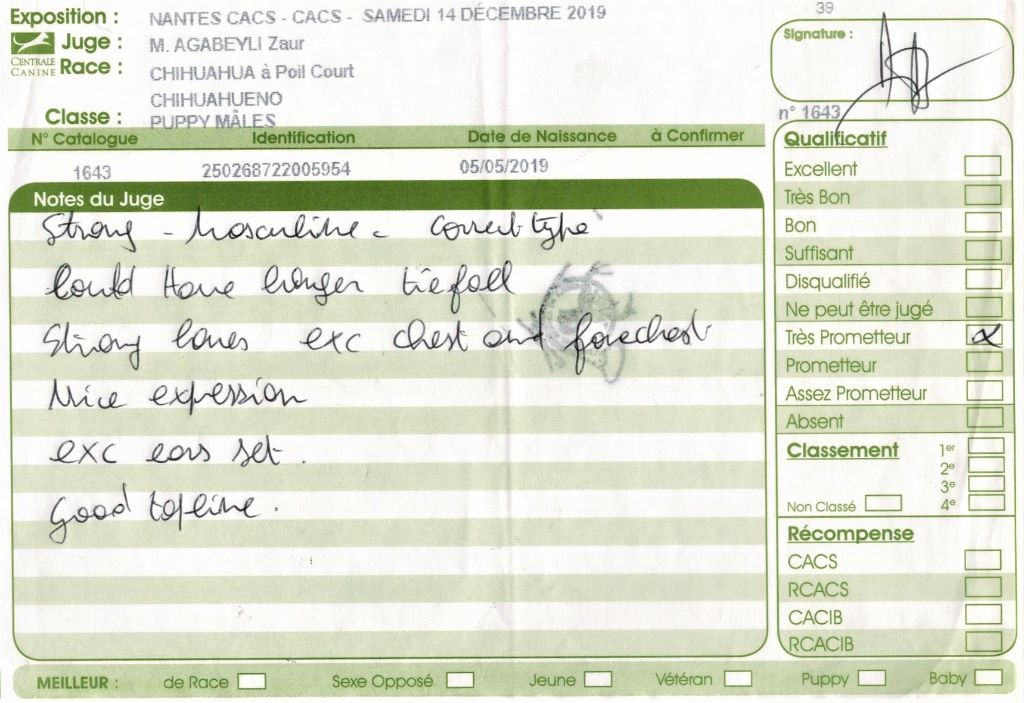 Exposition : NANTES CACS - CACS - SAMEDI 14 DÉCEMBRE 2019
39
CENTRALE CANINE
Juge : M. AGABEYLI Zaur
Race : CHIHUAHUA à Poil Court
CHIHUAHUENO
Classe : PUPPY MÂLES
Signature :
n° 1643
N° Catalogue Identification Date de Naissance à Confirmer
1643 250268722005954 05/05/2019
Notes du Juge
Strong - Masculine - correct type
Could Have longer
Strong bones exc chest and forechest
Nice expression
exc ears set.
Good topline.
Qualificatif
Excellent
Très Bon
Bon
Suffisant
Disqualifié
Ne peut être jugé
Très Prometteur x
Prometteur
Assez Prometteur
Absent
Classement 1er
2e
3e
Non Classé 4e
Récompense
CACS
RCACS
CACIB
RCACIB
MEILLEUR : de Race Sexe Opposé Jeune Vétéran Puppy Baby